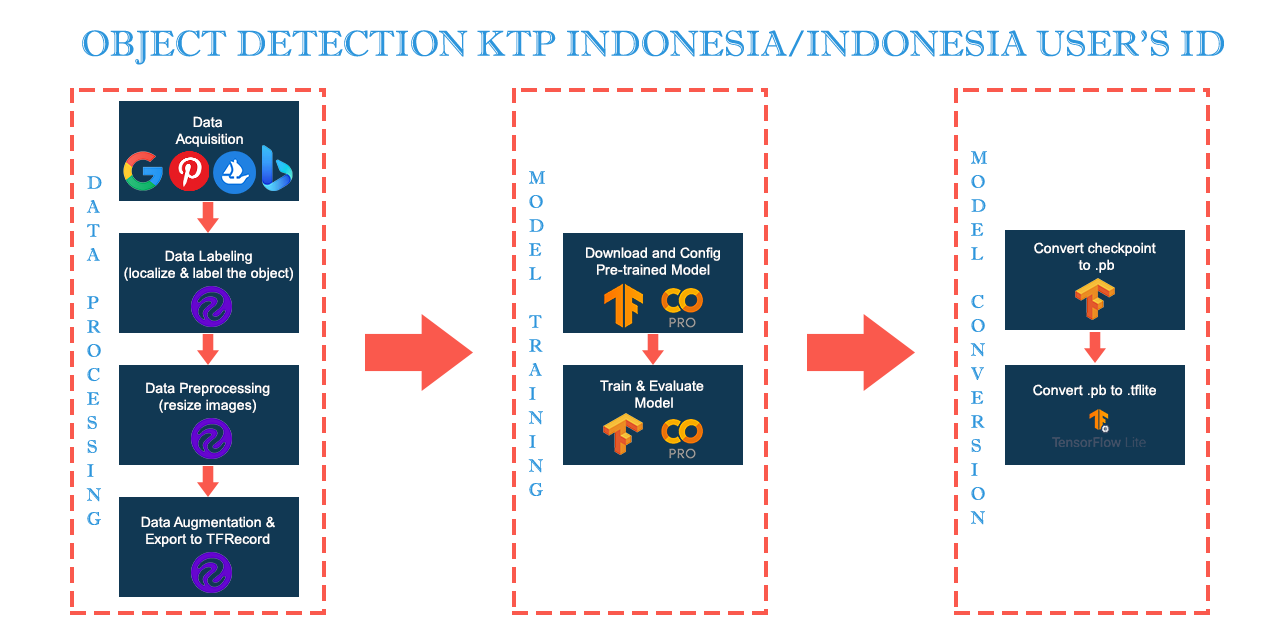 OBJECT DETECTION KTP INDONESIA/INDONESIA USER'S ID
DATA PROCESSING
Data
Acquisition
Data Labeling
(localize & label the object)
Data Preprocessing
(resize images)
Data Augmentation &
Export to TFRecord
MODEL TRAINING
Download and Config
Pre-trained Model
PRO
Train & Evaluate
Model
PRO
MODEL CONVERSION
Convert checkpoint
to .pb
Convert .pb to .tflite
TensorFlow Lite